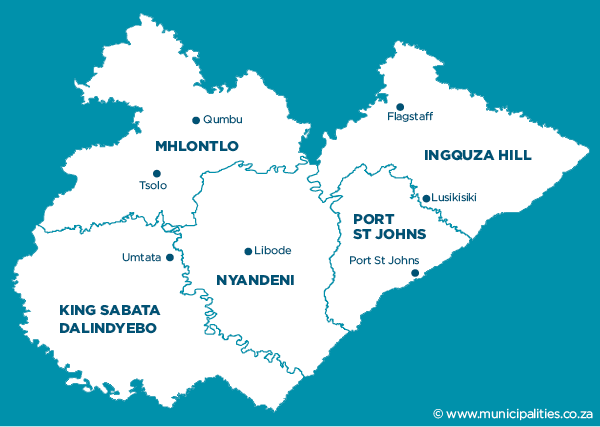 Qumbu
MHLONTLO
Tsolo
Flagstaff
INGQUZA HILL
Lusikisiki
PORT
ST JOHNS
Port St Johns
Umtata
Libode
NYANDENI
KING SABATA
DALINDYEBO
© www.municipalities.co.za